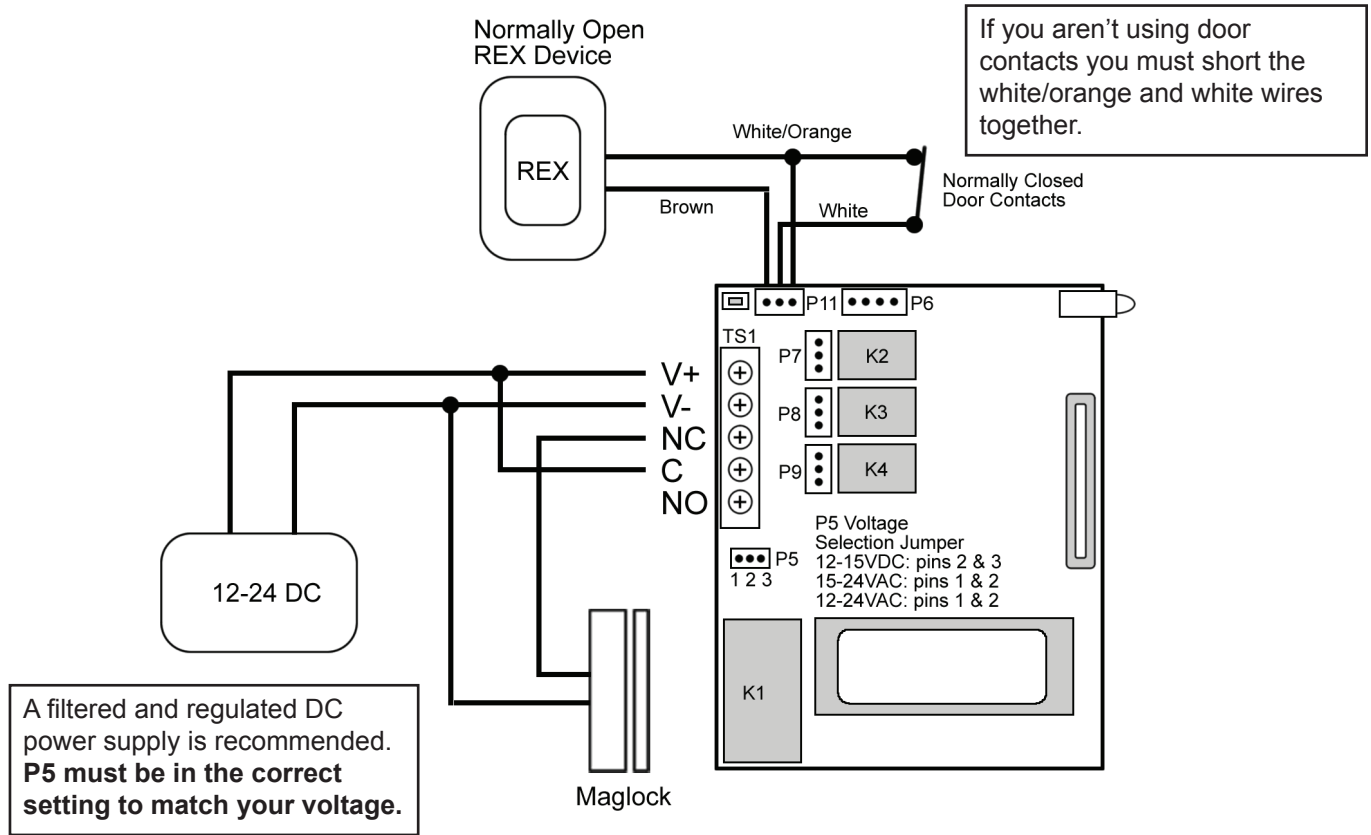 Normally Open
REX Device
If you aren’t using door
contacts you must short the
white/orange and white wires
together.
REX
White/Orange
Brown
White
Normally Closed
Door Contacts
P11
P6
TS1
P7
K2
V+
V-
P8
K3
NC
C
P9
K4
NO
P5 Voltage
Selection Jumper
12-15VDC: pins 2 & 3
15-24VAC: pins 1 & 2
12-24VAC: pins 1 & 2
P5
1 2 3
12-24 DC
K1
A filtered and regulated DC
power supply is recommended.
P5 must be in the correct
setting to match your voltage.
Maglock